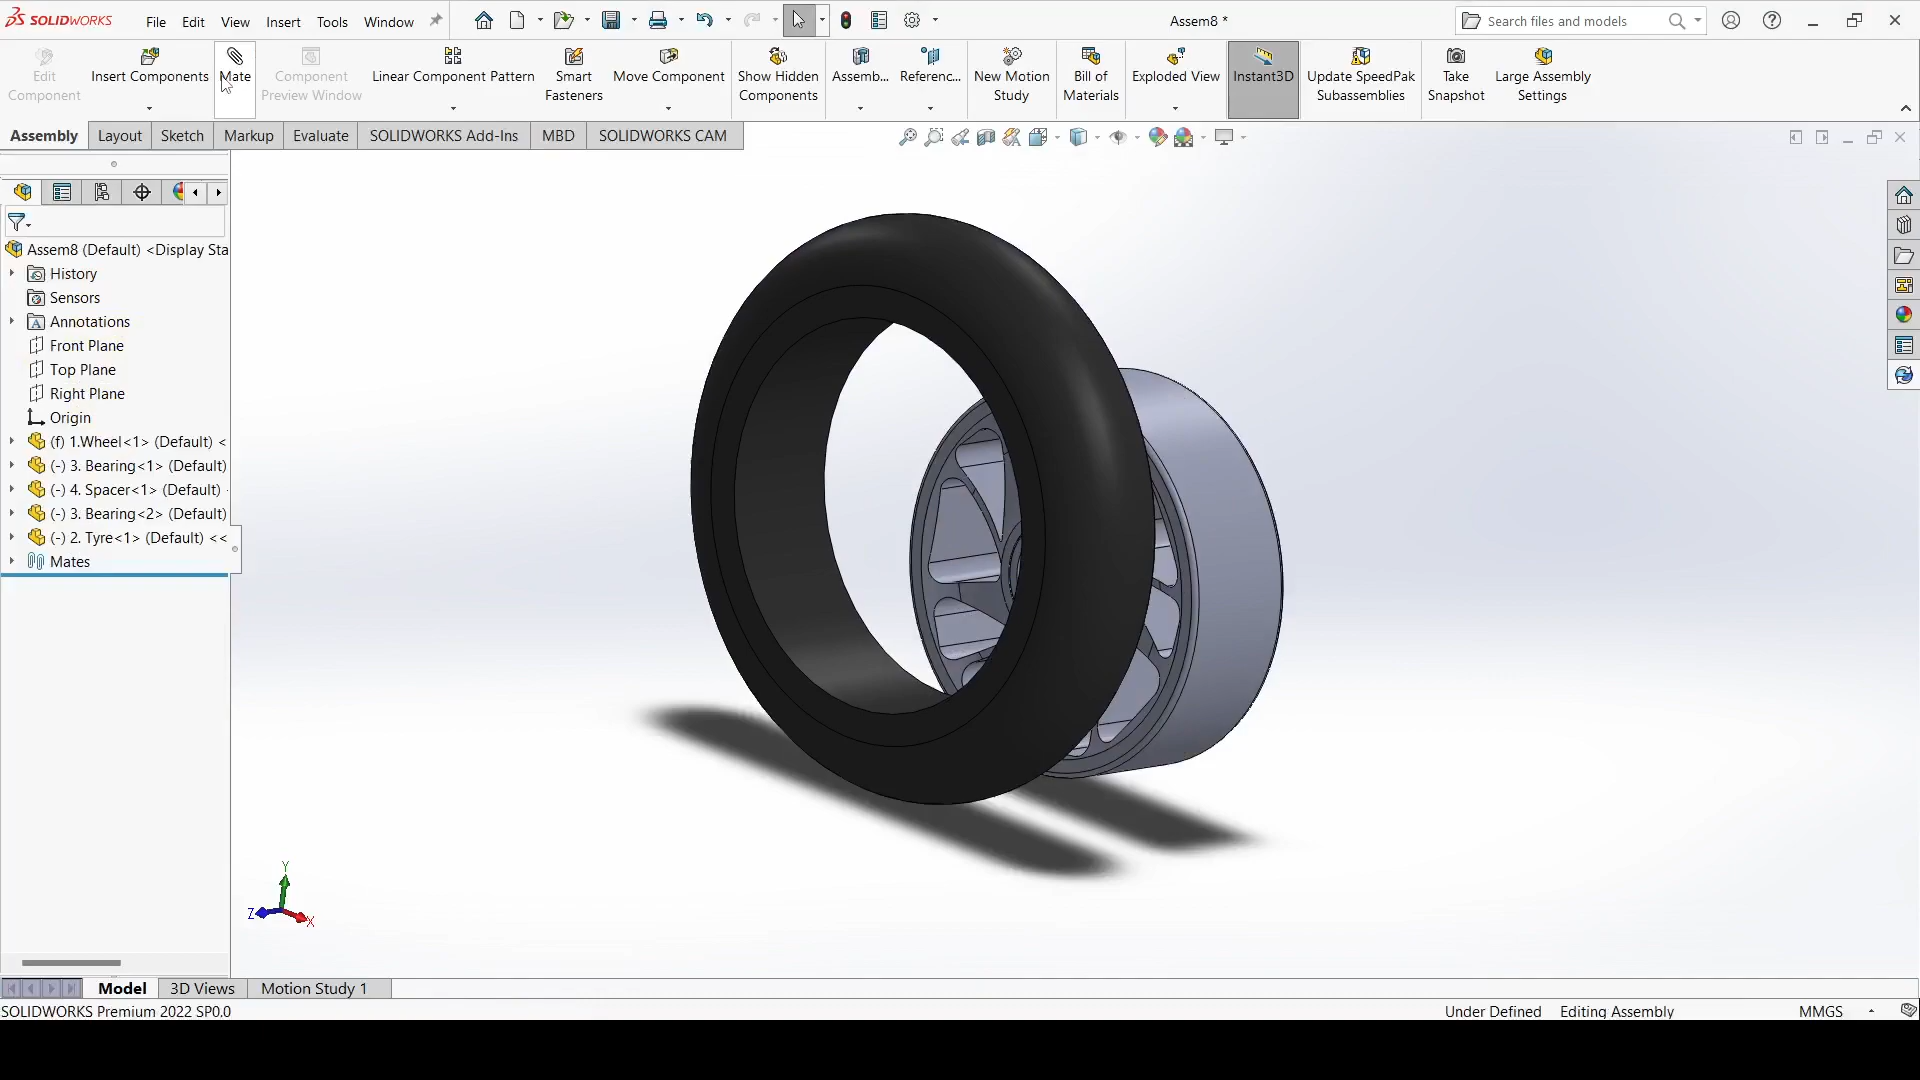 SOLIDWORKS File Edit View Insert Tools Window Assem8 * Search files and models
Edit Component Insert Components Mate Component Preview Window Linear Component Pattern Smart Fasteners Move Component Show Hidden Components Assemb... Referenc... New Motion Study Bill of Materials Exploded View Instant3D Update SpeedPak Subassemblies Take Snapshot Large Assembly Settings
Assembly Layout Sketch Markup Evaluate SOLIDWORKS Add-Ins MBD SOLIDWORKS CAM
Assem8 (Default) <Display Sta
History
Sensors
Annotations
Front Plane
Top Plane
Right Plane
Origin
(f) 1.Wheel<1> (Default) <
(-) 3. Bearing<1> (Default)
(-) 4. Spacer<1> (Default)
(-) 3. Bearing<2> (Default)
(-) 2. Tyre<1> (Default) <<
Mates
Y
Z
X
Model 3D Views Motion Study 1
SOLIDWORKS Premium 2022 SP0.0 Under Defined Editing Assembly MMGS